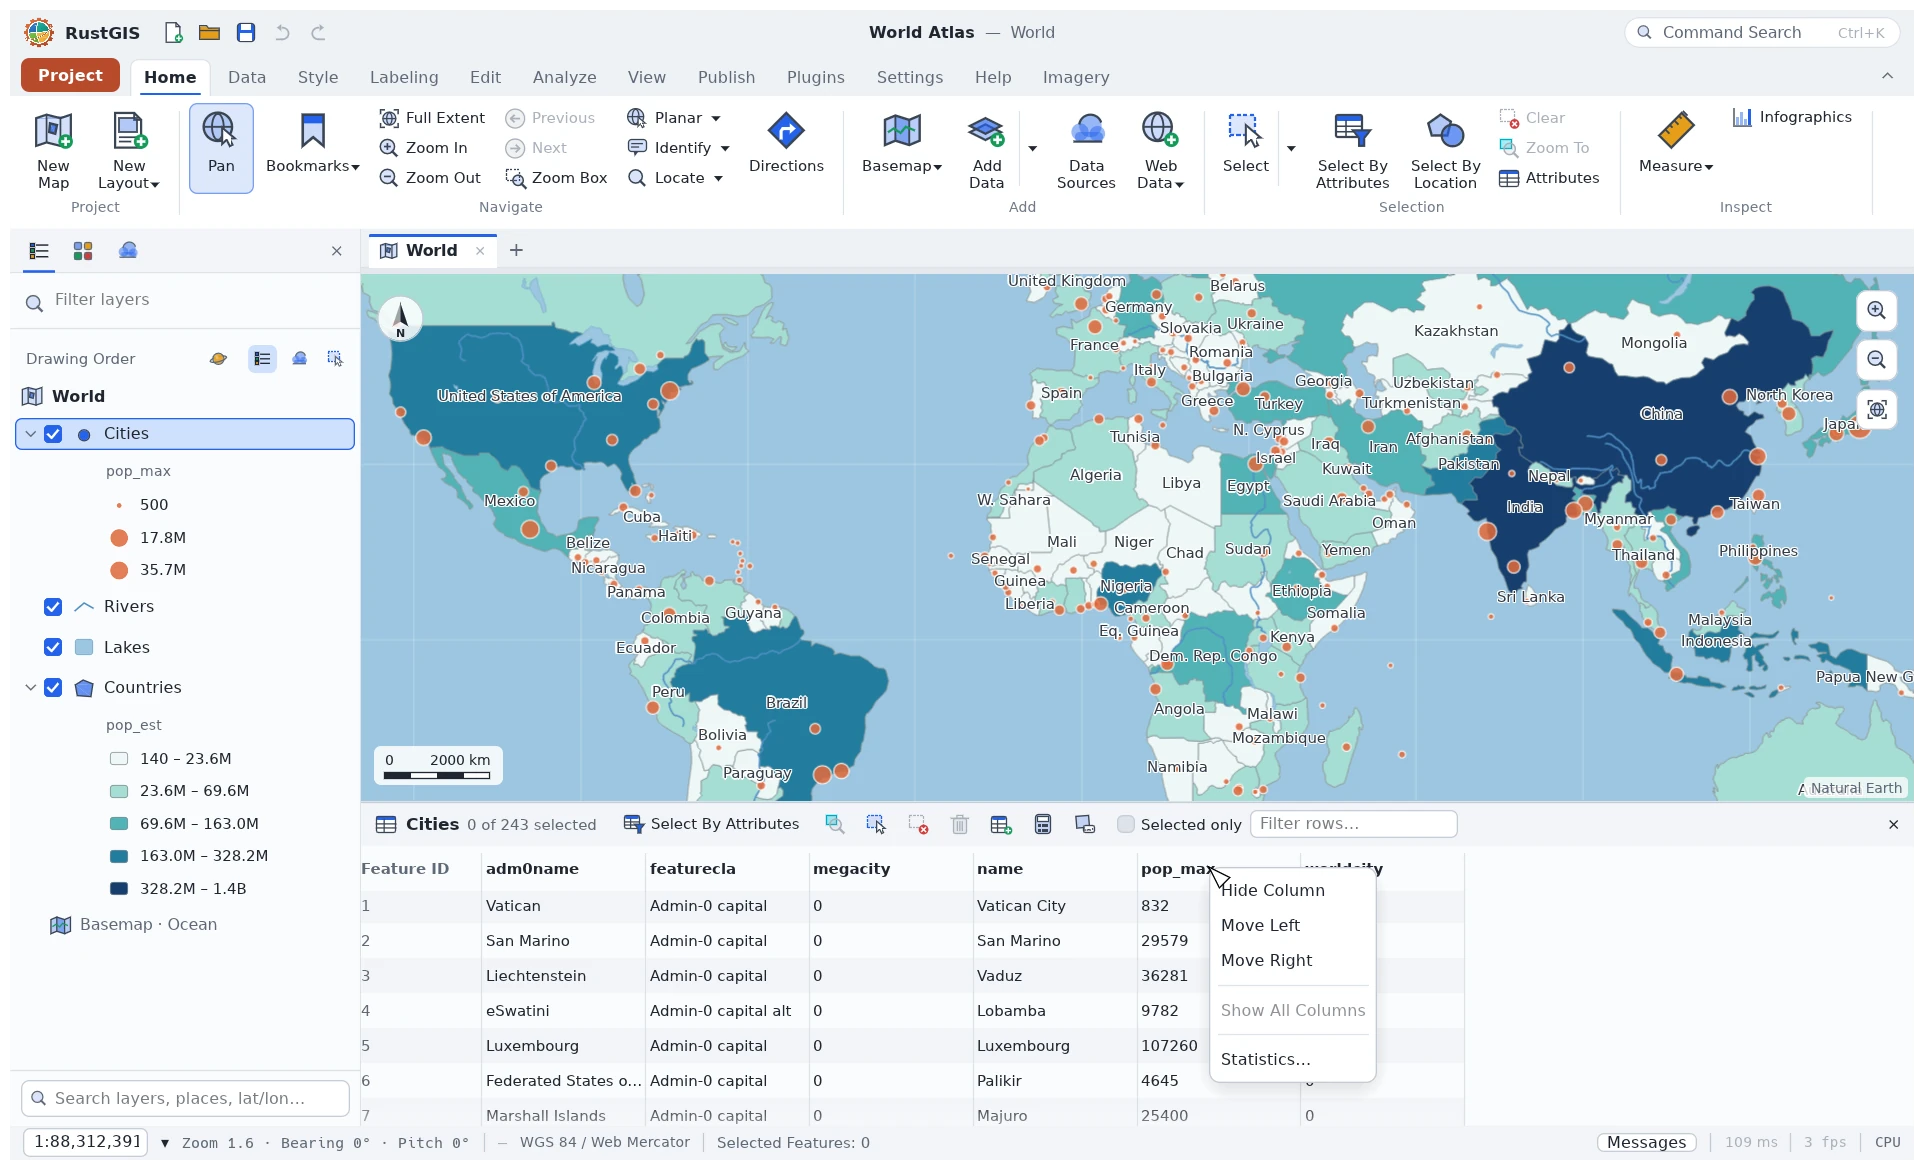 RustGIS
World Atlas — World
Command Search Ctrl+K
Project
Home
Data
Style
Labeling
Edit
Analyze
View
Publish
Plugins
Settings
Help
Imagery
New Map
New Layout
Project
Pan
Bookmarks
Full Extent
Zoom In
Zoom Out
Previous
Next
Zoom Box
Planar
Identify
Locate
Directions
Navigate
Basemap
Add Data
Data Sources
Web Data
Add
Select
Select By Attributes
Select By Location
Clear
Zoom To
Attributes
Selection
Measure
Infographics
Inspect
Filter layers
Drawing Order
World
Cities
pop_max
500
17.8M
35.7M
Rivers
Lakes
Countries
pop_est
140 – 23.6M
23.6M – 69.6M
69.6M – 163.0M
163.0M – 328.2M
328.2M – 1.4B
Basemap · Ocean
Search layers, places, lat/lon...
World
N
United Kingdom
Belarus
Germany
Slovakia
Ukraine
Kazakhstan
Mongolia
France
Romania
Italy
Bulgaria
Georgia
Uzbekistan
North Korea
United States of America
Spain
Greece
Turkey
Turkmenistan
China
N. Cyprus
Tunisia
Iraq
Iran
Afghanistan
Israel
Kuwait
Pakistan
Nepal
Algeria
Libya
Egypt
Mexico
W. Sahara
Saudi Arabia
India
Taiwan
Cuba
Oman
Myanmar
Haiti
Belize
Mali
Niger
Chad
Sudan
Yemen
Thailand
Philippines
Nicaragua
Senegal
Guinea
Nigeria
Ethiopia
Sri Lanka
Panama
Liberia
Cameroon
Somalia
Colombia
Guyana
Malaysia
Eq. Guinea
Kenya
Indonesia
Ecuador
Dem. Rep. Congo
Papua New G
Peru
Brazil
Angola
Malawi
Bolivia
Mozambique
Paraguay
Namibia
0 2000 km
Natural Earth
Cities 0 of 243 selected
Select By Attributes
Selected only
Filter rows...
Feature ID adm0name featurecla megacity name pop_max
1 Vatican Admin-0 capital 0 Vatican City 832
2 San Marino Admin-0 capital 0 San Marino 29579
3 Liechtenstein Admin-0 capital 0 Vaduz 36281
4 eSwatini Admin-0 capital alt 0 Lobamba 9782
5 Luxembourg Admin-0 capital 0 Luxembourg 107260
6 Federated States o... Admin-0 capital 0 Palikir 4645
7 Marshall Islands Admin-0 capital 0 Majuro 25400 0
Hide Column
Move Left
Move Right
Show All Columns
Statistics...
1:88,312,391
Zoom 1.6 · Bearing 0° · Pitch 0°
— WGS 84 / Web Mercator
Selected Features: 0
Messages
109 ms
3 fps
CPU